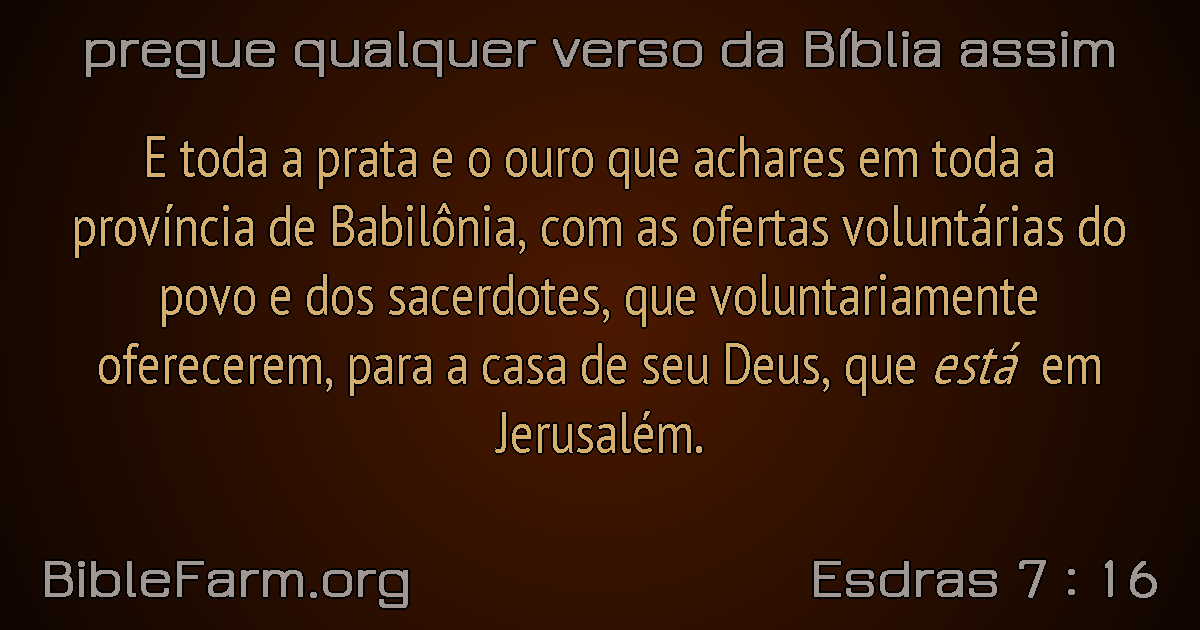 pregue qualquer verso da Bíblia assim
E toda a prata e o ouro que achares em toda a
província de Babilônia, com as ofertas voluntárias do
povo e dos sacerdotes, que voluntariamente
oferecerem, para a casa de seu Deus, que está em
Jerusalém.
BibleFarm.org
Esdras 7 : 16